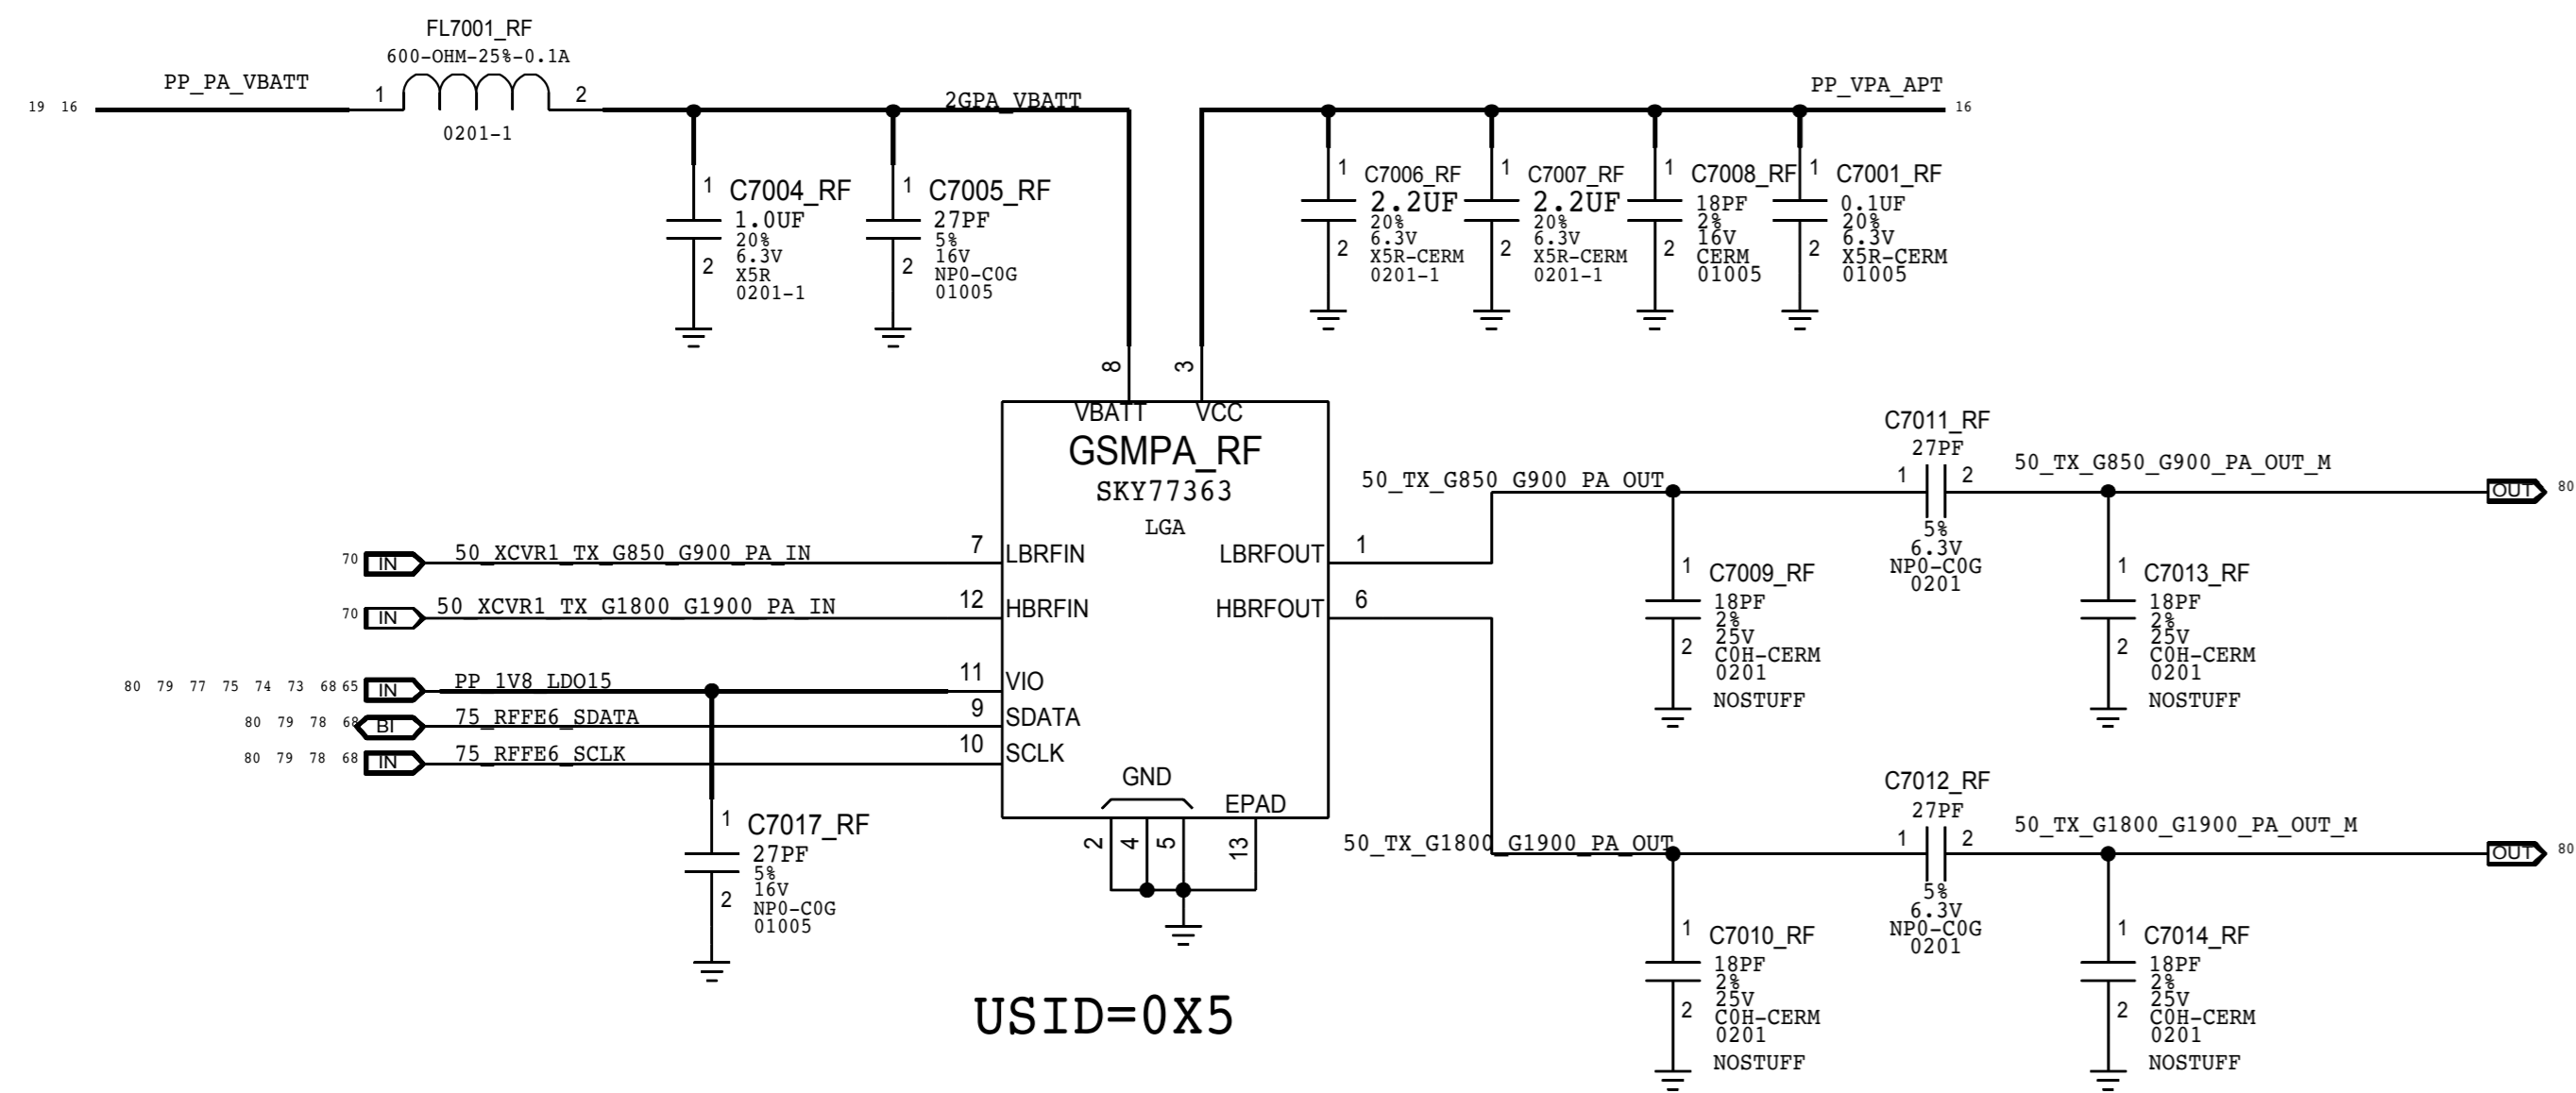 FL7001_RF
600-OHM-25%-0.1A
PP_PA_VBATT
1
2
19 16
0201-1
2GPA_VBATT
PP_VPA_APT
16
1
C7004_RF
1.0UF
20%
6.3V
2
X5R
0201-1
1
C7005_RF
27PF
5%
16V
2
NP0-C0G
01005
1
C7006_RF
2.2UF
20%
6.3V
2
X5R-CERM
0201-1
1
C7007_RF
2.2UF
20%
6.3V
2
X5R-CERM
0201-1
1
C7008_RF
18PF
2%
16V
2
CERM
01005
1
C7001_RF
0.1UF
20%
6.3V
2
X5R-CERM
01005
8
3
VBATT
VCC
GSMPA_RF
SKY77363
LGA
70 IN 50_XCVR1_TX_G850_G900_PA_IN 7 LBRFIN
70 IN 50_XCVR1_TX_G1800_G1900_PA_IN 12 HBRFIN
80 79 77 75 74 73 68 65 IN PP_1V8_LDO15 11 VIO
80 79 78 68 BI 75_RFFE6_SDATA 9 SDATA
80 79 78 68 IN 75_RFFE6_SCLK 10 SCLK
LBRFOUT 1
HBRFOUT 6
GND
EPAD
2
4
5
13
1
C7017_RF
27PF
5%
16V
2
NP0-C0G
01005
USID=0X5
50_TX_G850_G900_PA_OUT
C7011_RF
27PF
1
2
5%
6.3V
NP0-C0G
0201
50_TX_G850_G900_PA_OUT_M
OUT 80
1
C7009_RF
18PF
2%
25V
2
C0H-CERM
0201
NOSTUFF
1
C7013_RF
18PF
2%
25V
2
C0H-CERM
0201
NOSTUFF
50_TX_G1800_G1900_PA_OUT
C7012_RF
27PF
1
2
5%
6.3V
NP0-C0G
0201
50_TX_G1800_G1900_PA_OUT_M
OUT 80
1
C7010_RF
18PF
2%
25V
2
C0H-CERM
0201
NOSTUFF
1
C7014_RF
18PF
2%
25V
2
C0H-CERM
0201
NOSTUFF